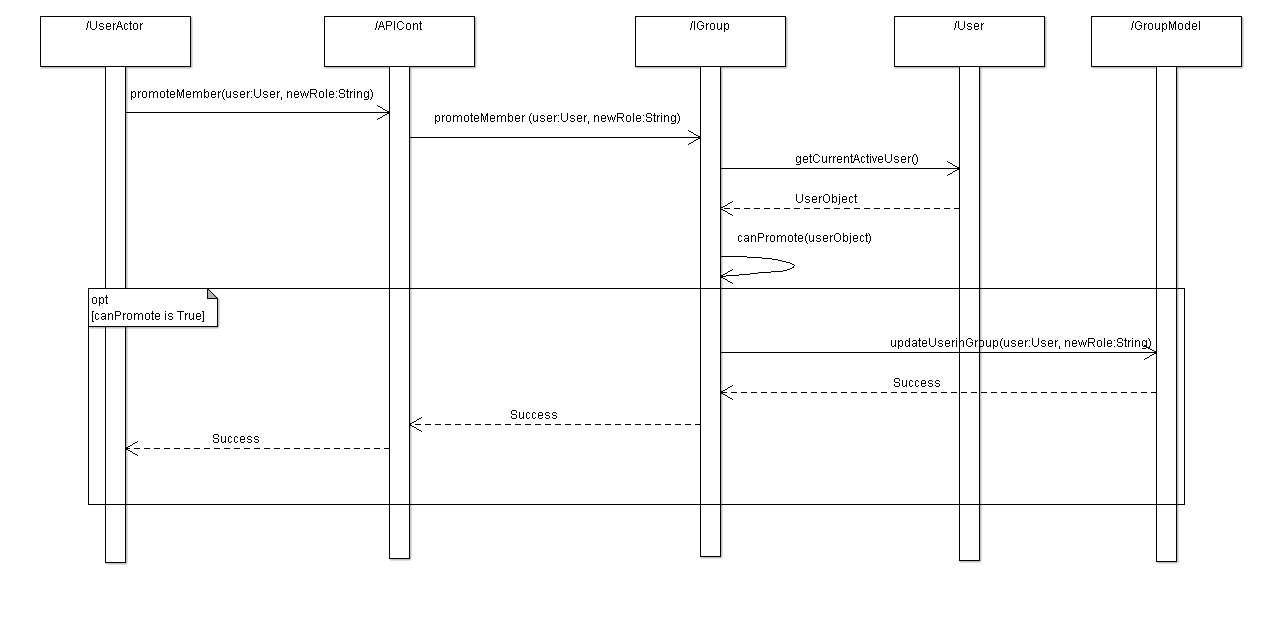 /UserActor
/APICont
/IGroup
/User
/GroupModel
promoteMember(user:User, newRole:String)
promoteMember (user:User, newRole:String)
getCurrentActiveUser()
UserObject
canPromote(userObject)
opt
[canPromote is True]
updateUserinGroup(user:User, newRole:String)
Success
Success
Success